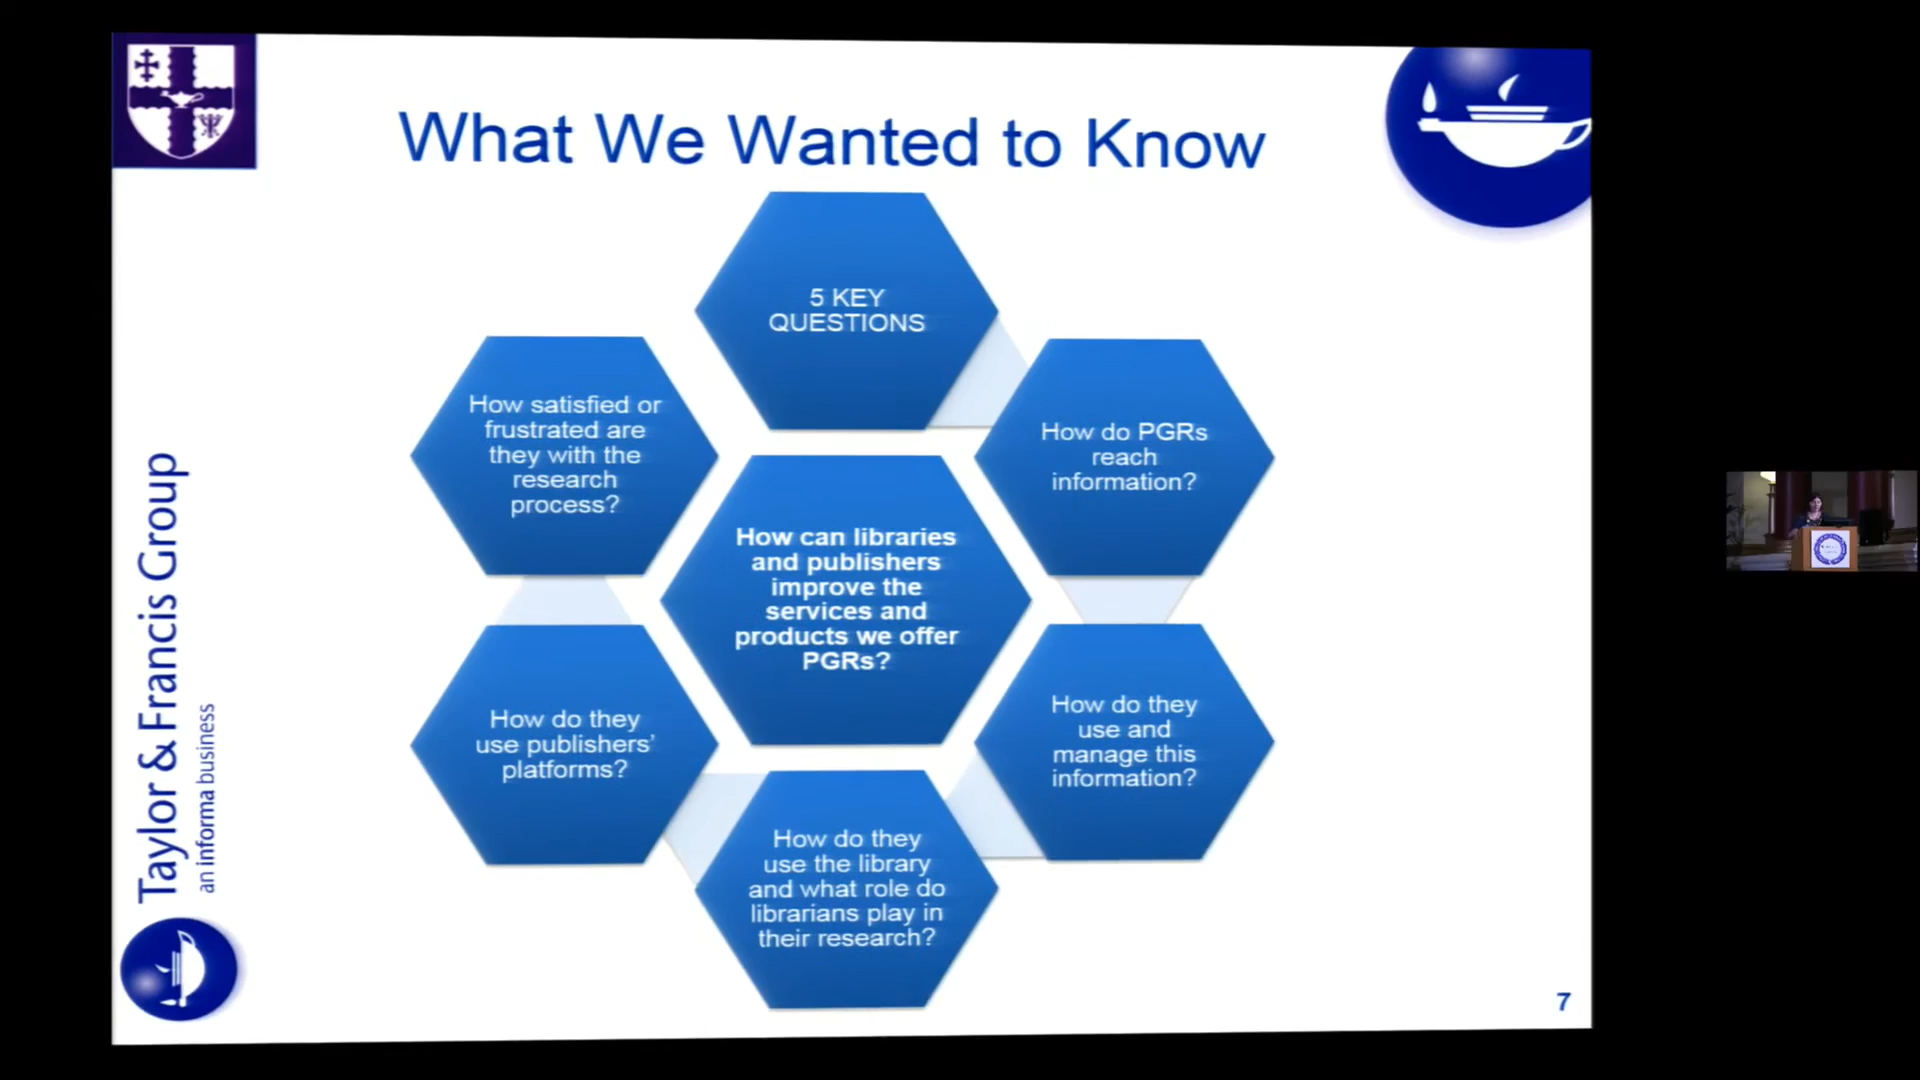 What We Wanted to Know
5 KEY
QUESTIONS
How do PGRs
reach
information?
How do they
use and
manage this
information?
How do they
use the library
and what role do
librarians play in
their research?
How do they
use publishers’
platforms?
How satisfied or
frustrated are
they with the
research
process?
How can libraries
and publishers
improve the
services and
products we offer
PGRs?
Taylor & Francis Group
an informa business
7